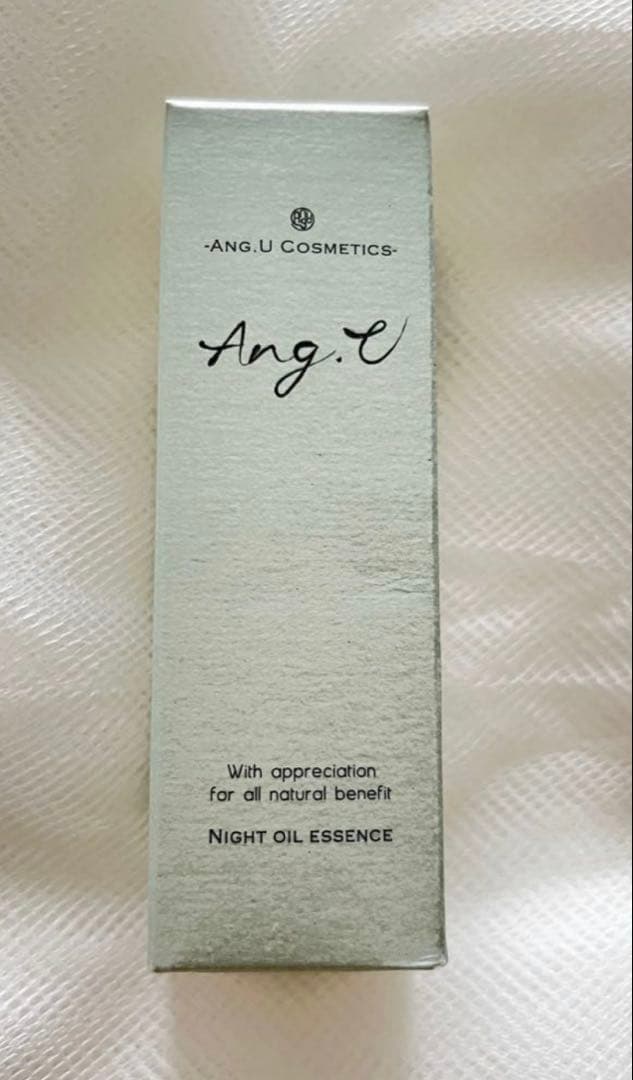 -ANG.U COSMETICS-
Ang.U
With appreciation
for all natural benefit
NIGHT OIL ESSENCE